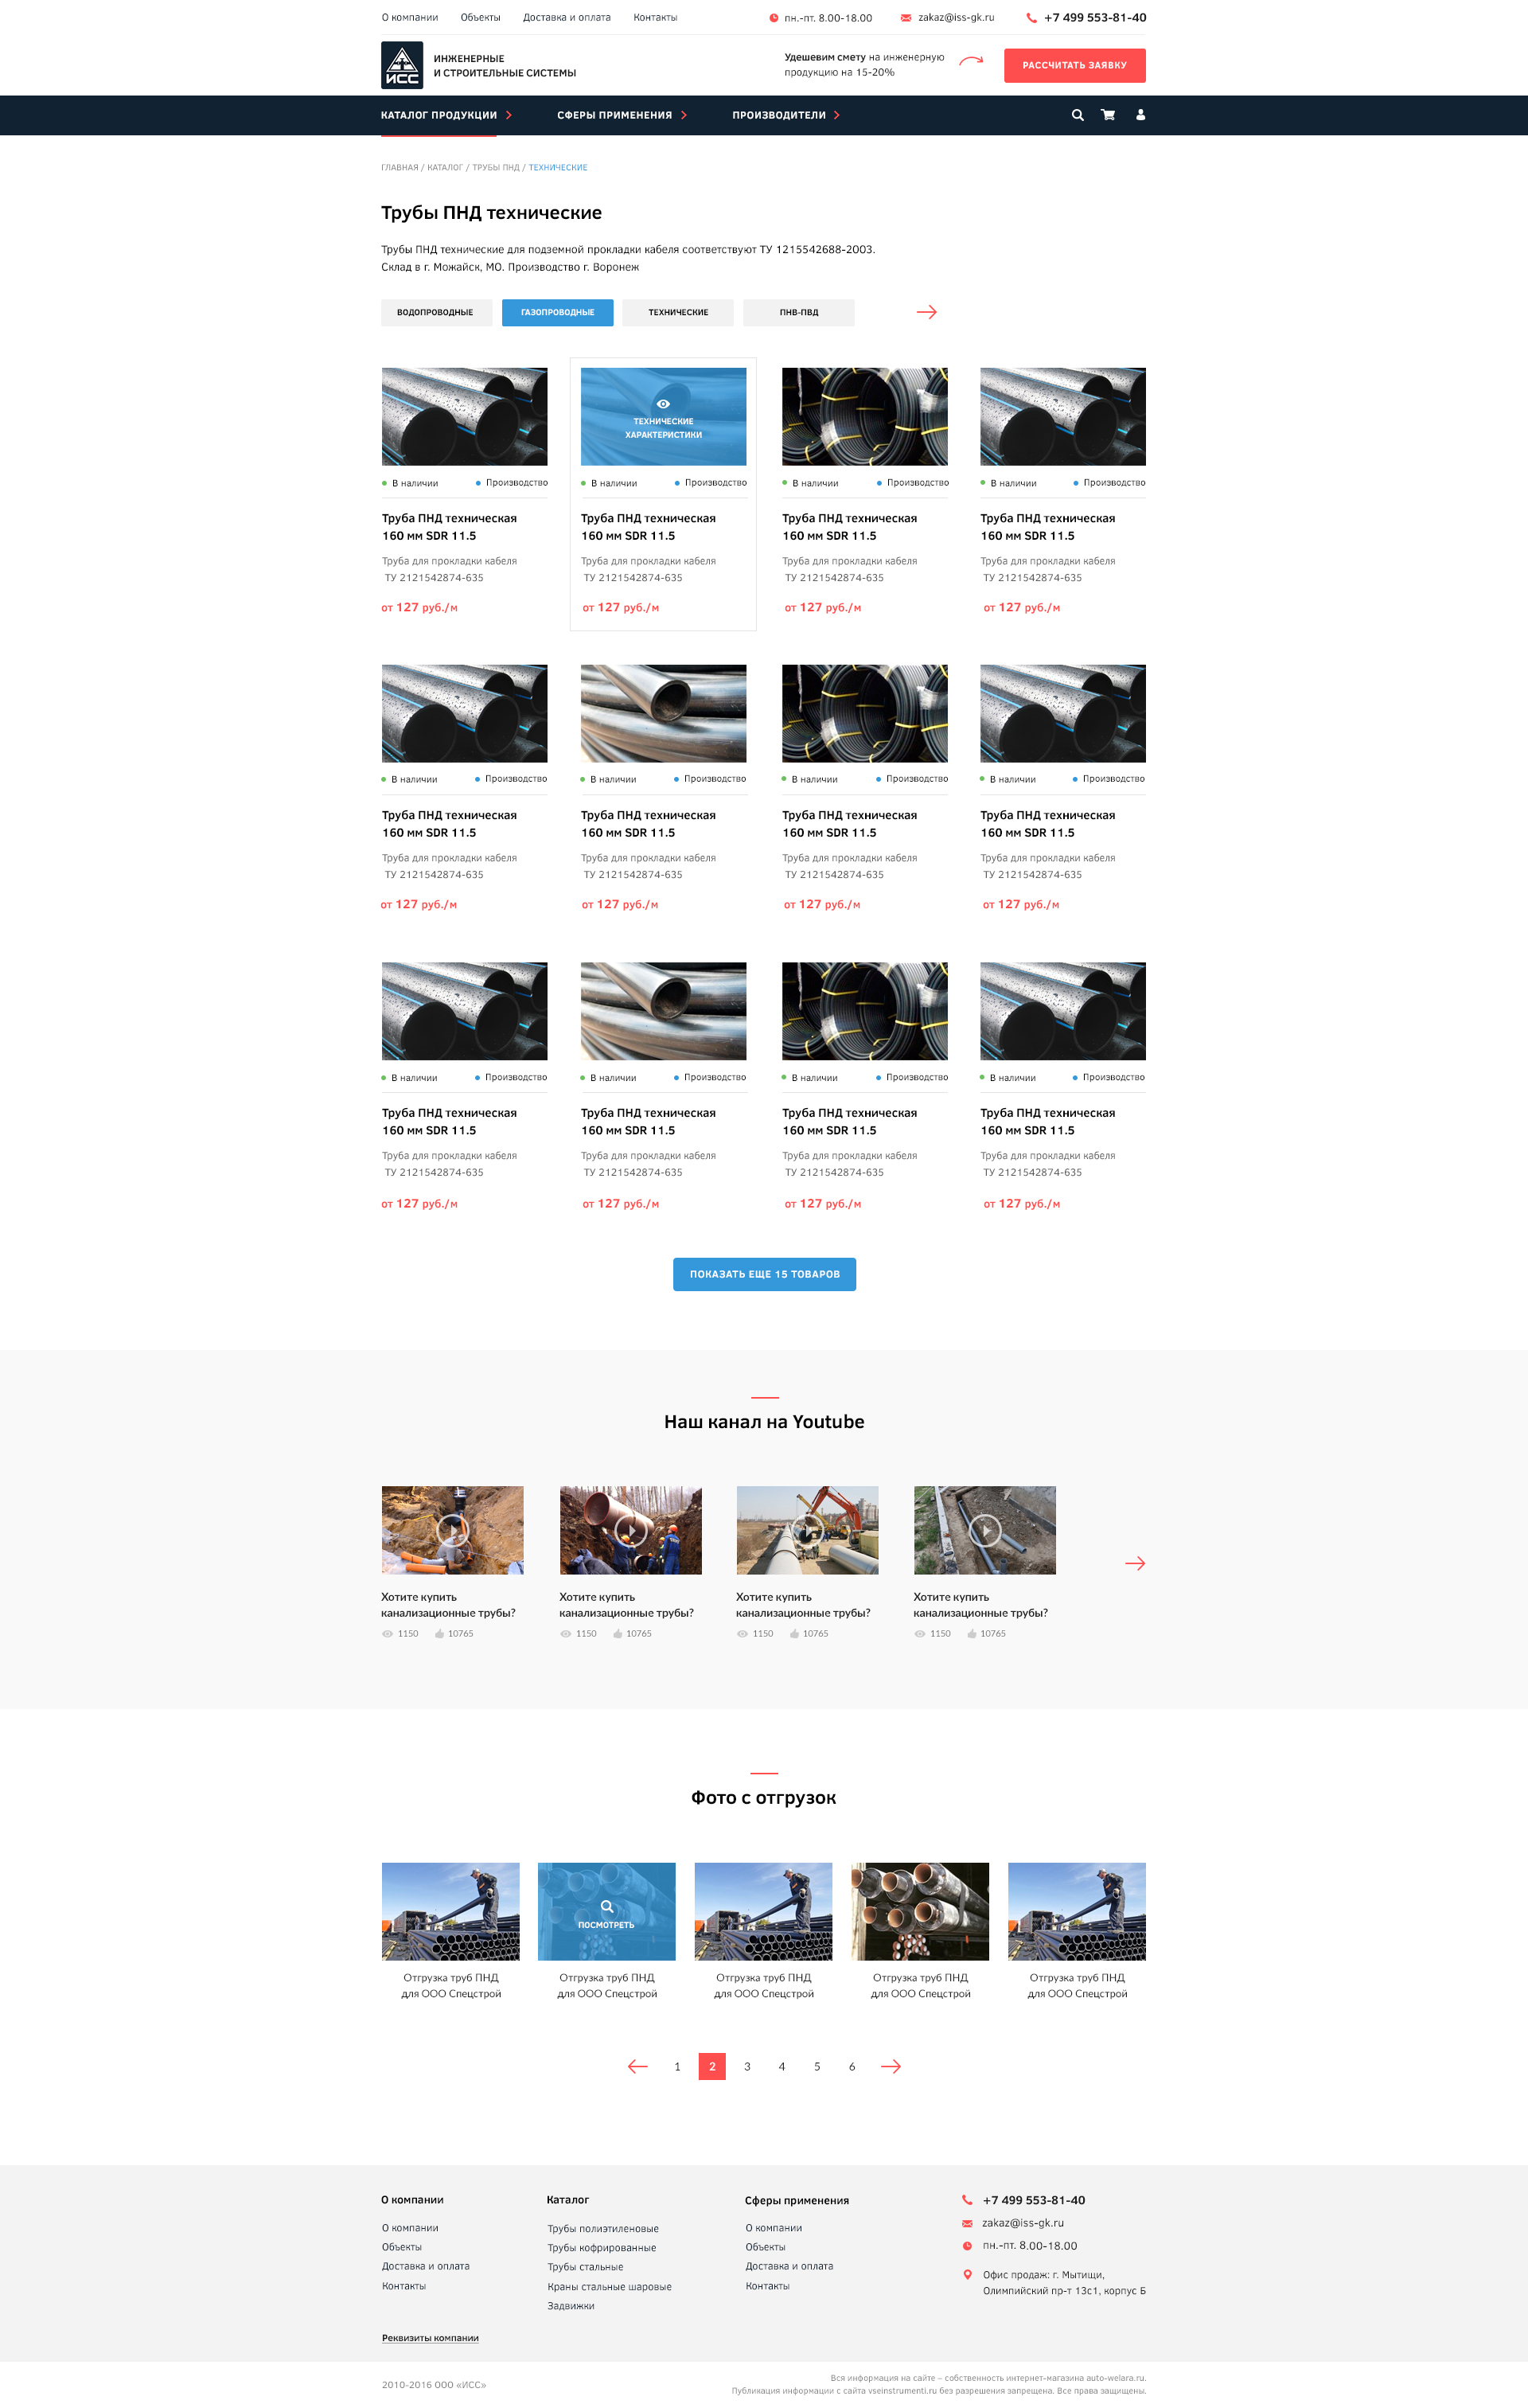 О компании Объекты Доставка и оплата Контакты пн.-пт. 8.00-18.00 zakaz@iss-gk.ru +7 499 553-81-40
ИСС
ИНЖЕНЕРНЫЕ
И СТРОИТЕЛЬНЫЕ СИСТЕМЫ
Удешевим смету на инженерную
продукцию на 15-20%
РАССЧИТАТЬ ЗАЯВКУ
КАТАЛОГ ПРОДУКЦИИ СФЕРЫ ПРИМЕНЕНИЯ ПРОИЗВОДИТЕЛИ
ГЛАВНАЯ / КАТАЛОГ / ТРУБЫ ПНД / ТЕХНИЧЕСКИЕ
Трубы ПНД технические
Трубы ПНД технические для подземной прокладки кабеля соответствуют ТУ 1215542688-2003.
Склад в г. Можайск, МО. Производство г. Воронеж
ВОДОПРОВОДНЫЕ ГАЗОПРОВОДНЫЕ ТЕХНИЧЕСКИЕ ПНВ-ПВД
ТЕХНИЧЕСКИЕ
ХАРАКТЕРИСТИКИ
В наличии Производство В наличии Производство В наличии Производство В наличии Производство
Труба ПНД техническая Труба ПНД техническая Труба ПНД техническая Труба ПНД техническая
160 мм SDR 11.5 160 мм SDR 11.5 160 мм SDR 11.5 160 мм SDR 11.5
Труба для прокладки кабеля Труба для прокладки кабеля Труба для прокладки кабеля Труба для прокладки кабеля
ТУ 2121542874-635 ТУ 2121542874-635 ТУ 2121542874-635 ТУ 2121542874-635
от 127 руб./м от 127 руб./м от 127 руб./м от 127 руб./м
В наличии Производство В наличии Производство В наличии Производство В наличии Производство
Труба ПНД техническая Труба ПНД техническая Труба ПНД техническая Труба ПНД техническая
160 мм SDR 11.5 160 мм SDR 11.5 160 мм SDR 11.5 160 мм SDR 11.5
Труба для прокладки кабеля Труба для прокладки кабеля Труба для прокладки кабеля Труба для прокладки кабеля
ТУ 2121542874-635 ТУ 2121542874-635 ТУ 2121542874-635 ТУ 2121542874-635
от 127 руб./м от 127 руб./м от 127 руб./м от 127 руб./м
В наличии Производство В наличии Производство В наличии Производство В наличии Производство
Труба ПНД техническая Труба ПНД техническая Труба ПНД техническая Труба ПНД техническая
160 мм SDR 11.5 160 мм SDR 11.5 160 мм SDR 11.5 160 мм SDR 11.5
Труба для прокладки кабеля Труба для прокладки кабеля Труба для прокладки кабеля Труба для прокладки кабеля
ТУ 2121542874-635 ТУ 2121542874-635 ТУ 2121542874-635 ТУ 2121542874-635
от 127 руб./м от 127 руб./м от 127 руб./м от 127 руб./м
ПОКАЗАТЬ ЕЩЕ 15 ТОВАРОВ
Наш канал на Youtube
Хотите купить Хотите купить Хотите купить Хотите купить
канализационные трубы? канализационные трубы? канализационные трубы? канализационные трубы?
1150 10765 1150 10765 1150 10765 1150 10765
Фото с отгрузок
ПОСМОТРЕТЬ
Отгрузка труб ПНД Отгрузка труб ПНД Отгрузка труб ПНД Отгрузка труб ПНД Отгрузка труб ПНД
для ООО Спецстрой для ООО Спецстрой для ООО Спецстрой для ООО Спецстрой для ООО Спецстрой
1 2 3 4 5 6
О компании
О компании
Объекты
Доставка и оплата
Контакты
Реквизиты компании
Каталог
Трубы полиэтиленовые
Трубы кофрированные
Трубы стальные
Краны стальные шаровые
Задвижки
Сферы применения
О компании
Объекты
Доставка и оплата
Контакты
+7 499 553-81-40
zakaz@iss-gk.ru
пн.-пт. 8.00-18.00
Офис продаж: г. Мытищи,
Олимпийский пр-т 13с1, корпус Б
2010-2016 ООО «ИСС»
Вся информация на сайте – собственность интернет-магазина auto-welara.ru.
Публикация информации с сайта vseinstrumenti.ru без разрешения запрещена. Все права защищены.